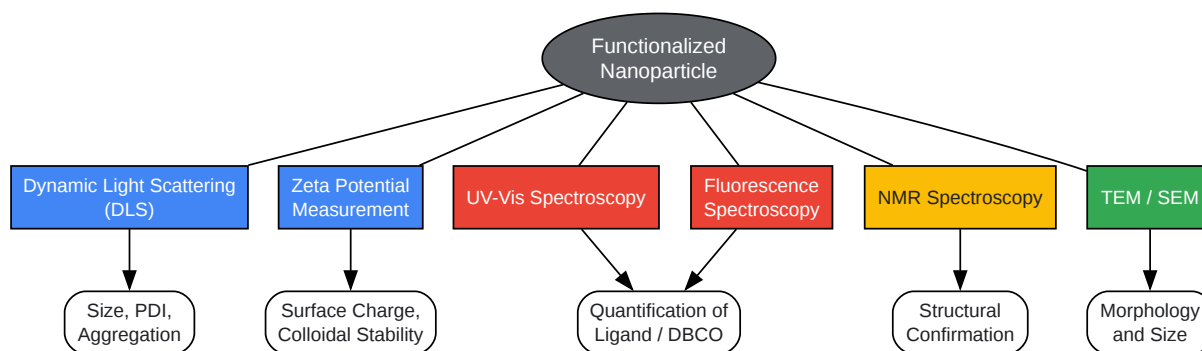 Functionalized
Nanoparticle
Dynamic Light Scattering
(DLS)
Zeta Potential
Measurement
UV-Vis Spectroscopy
Fluorescence
Spectroscopy
NMR Spectroscopy
TEM / SEM
Size, PDI,
Aggregation
Surface Charge,
Colloidal Stability
Quantification of
Ligand / DBCO
Structural
Confirmation
Morphology
and Size